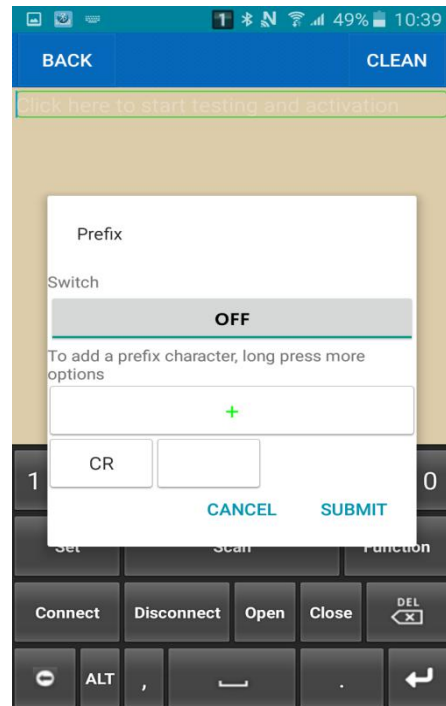 1 49% 10:39
BACK CLEAN
Click here to start testing and activation
Prefix
Switch
OFF
To add a prefix character, long press more
options
+
CR
CANCEL SUBMIT
1 0
Set Scan Function
Connect Disconnect Open Close DEL
ALT , .